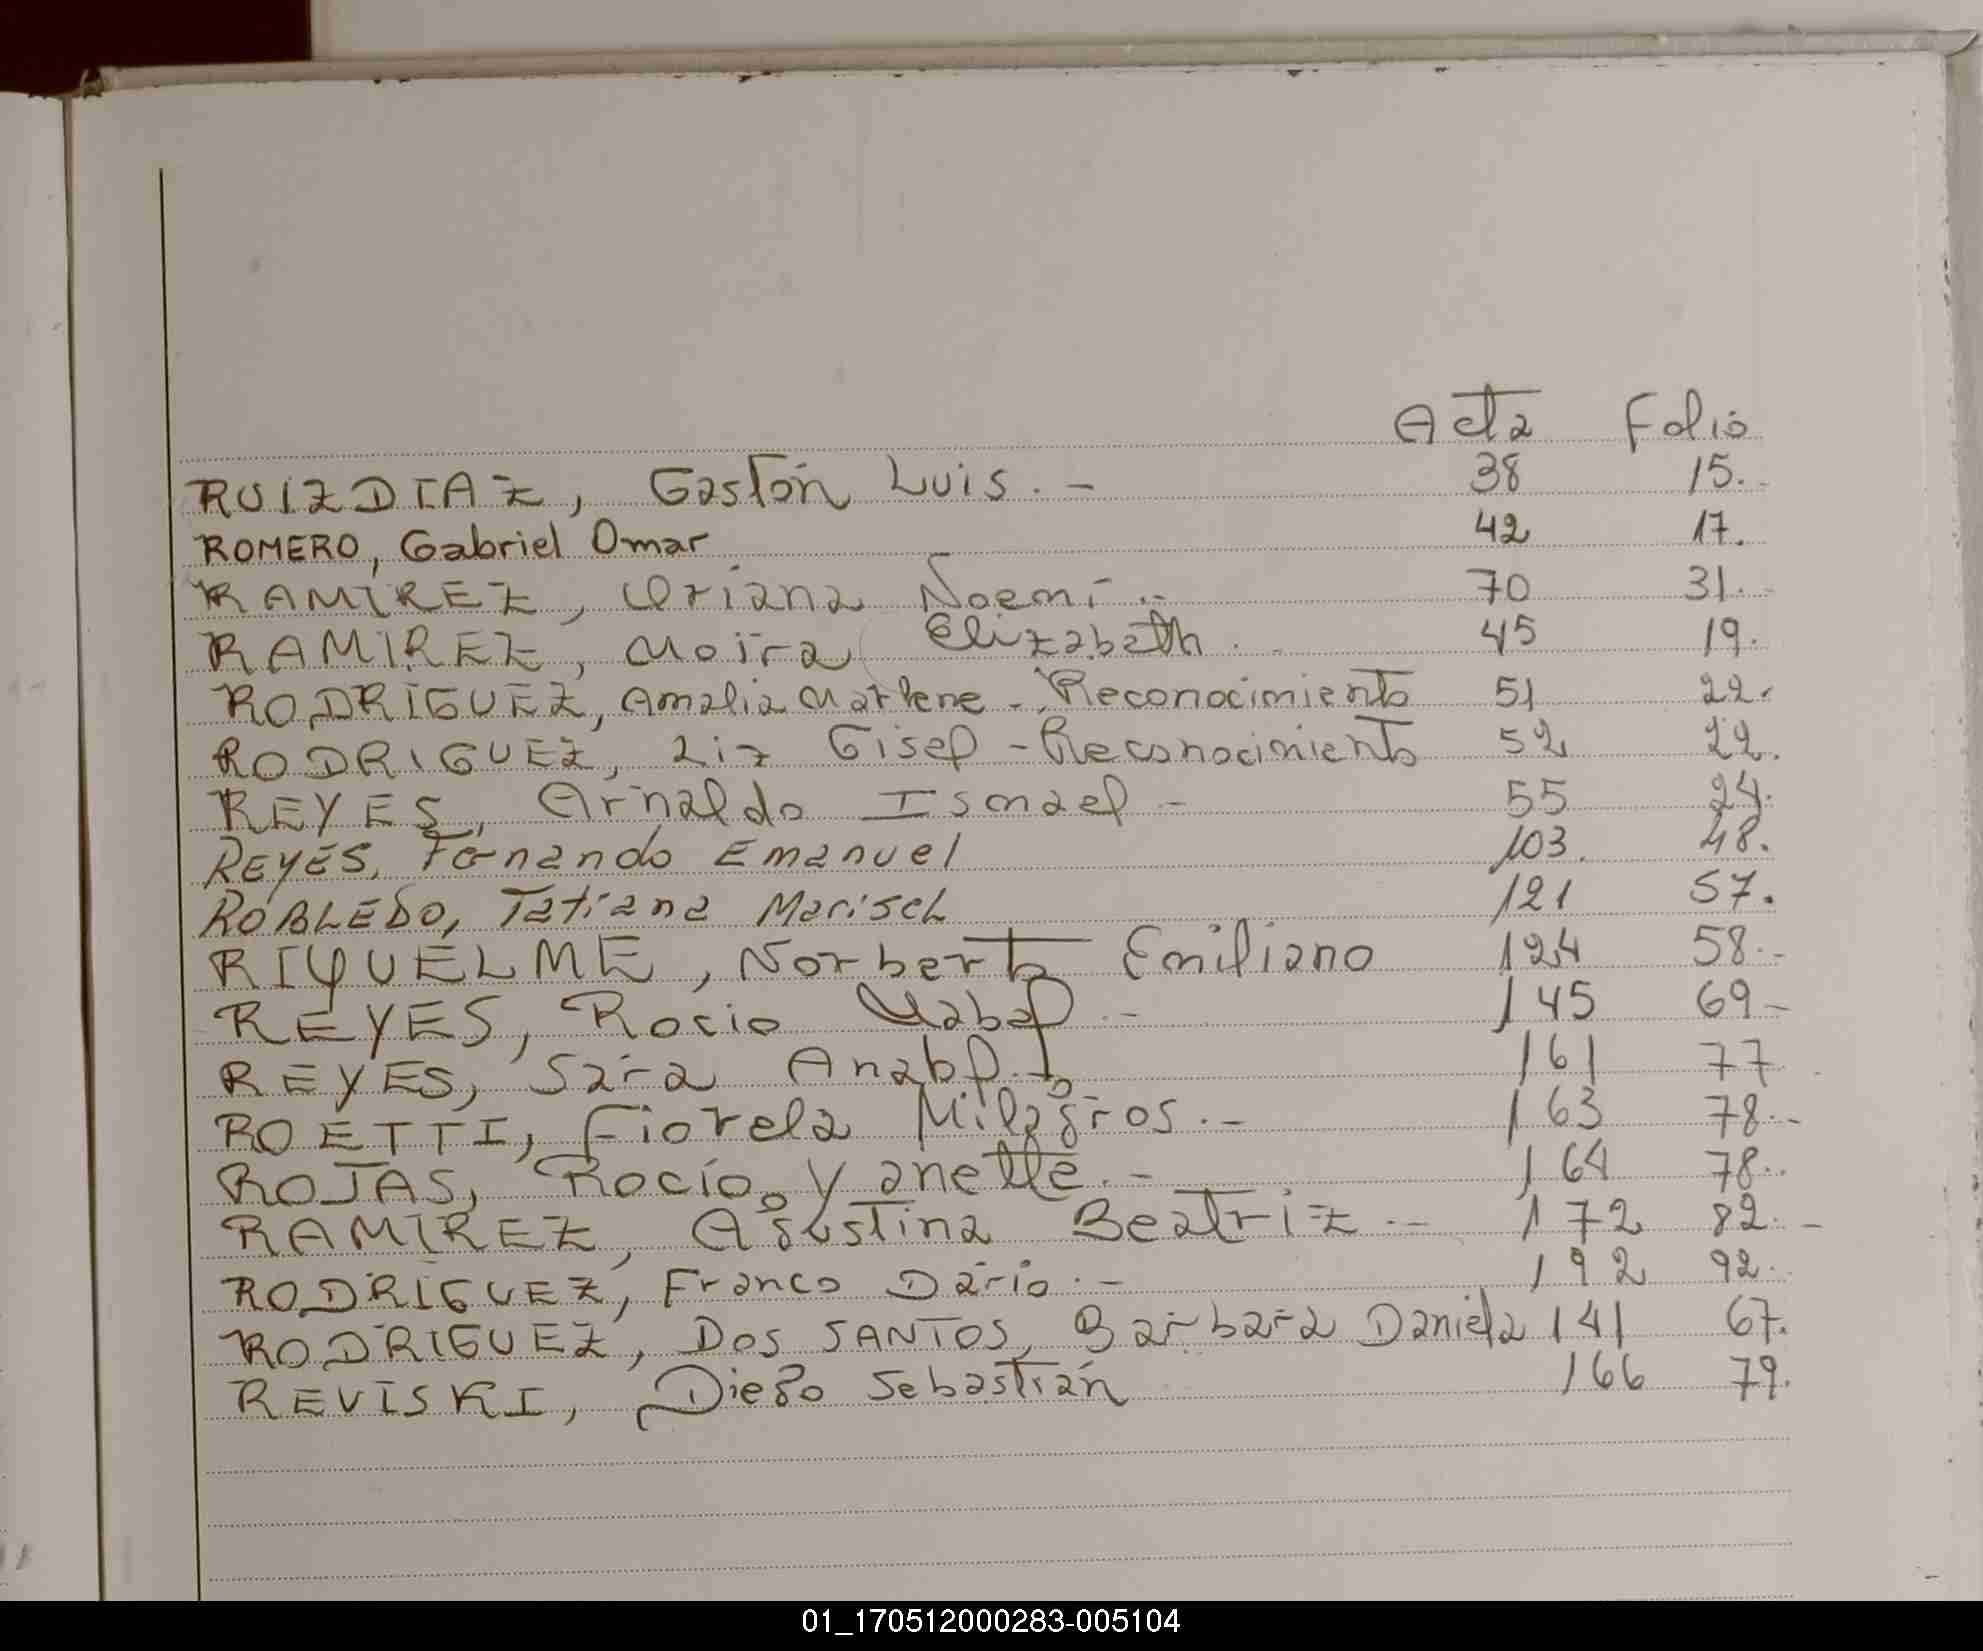 Acta Folio
RUIZDIAZ, Gastón Luis.- 38 15.-
ROMERO, Gabriel Omar 42 17.
RAMIREZ, Oriana Noemí.- 70 31.-
RAMIREZ, Moira Elizabeth.- 45 19.
RODRIGUEZ, Amalia Marlene - Reconocimiento 51 22.
RODRIGUEZ, Liz Gisel - Reconocimiento 52 22.
REYES, Arnaldo Ismael - 55 24.
REYES, Fernando Emanuel 103. 48.
ROBLEDO, Tatiana Marisel 121 57.
RIQUELME, Norberto Emiliano 124 58.-
REYES, Rocio Mabel.- 145 69-
REYES, Sara Anabel.- 161 77
ROETTI, Fiorela Milagros.- 163 78.-
ROJAS, Rocío Yanette.- 164 78.
RAMIREZ, Agustina Beatriz.- 172 82.-
RODRIGUEZ, Franco Dario.- 192 92.
RODRIGUEZ, DOS SANTOS, Barbara Daniela 141 67.
REVISKI, Diego Sebastián 166 79.
01_170512000283-005104